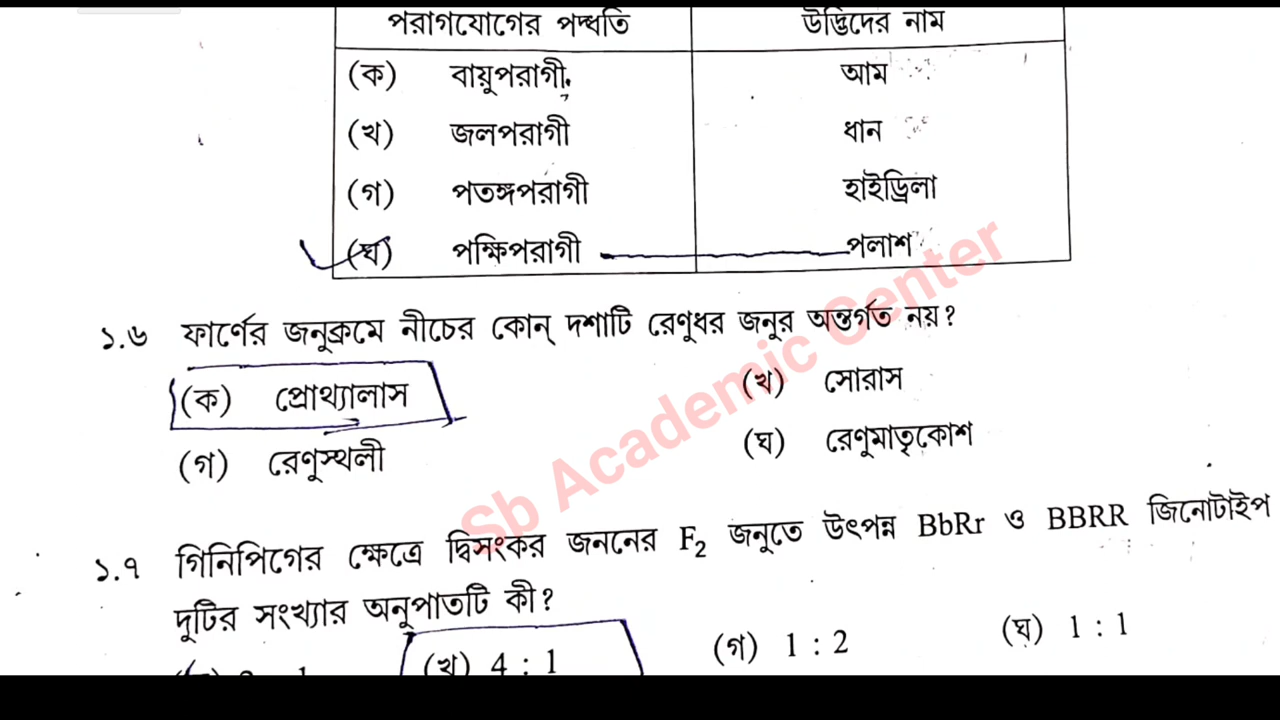 পরাগযোগের পদ্ধতি উদ্ভিদের নাম
(ক) বায়ুপরাগী আম
(খ) জলপরাগী ধান
(গ) পতঙ্গপরাগী হাইড্রিলা
(ঘ) পক্ষিপরাগী পলাশ
১.৬ ফার্ণের জনুক্রমে নীচের কোন্ দশাটি রেণুধর জনুর অন্তর্গত নয়?
(ক) প্রোথ্যালাস (খ) সোরাস
(গ) রেণুস্থলী (ঘ) রেণুমাতৃকোশ
Sb Academic Center
১.৭ গিনিপিগের ক্ষেত্রে দ্বিসংকর জননের F₂ জনুতে উৎপন্ন BbRr ও BBRR জিনোটাইপ
দুটির সংখ্যার অনুপাতটি কী?
(খ) 4 : 1 (গ) 1 : 2 (ঘ) 1 : 1